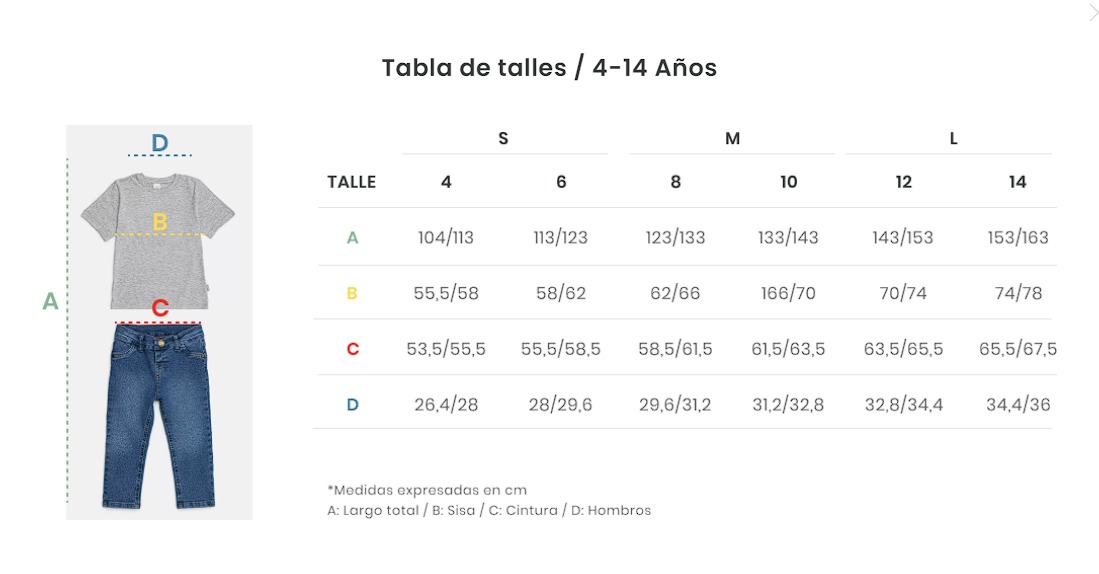 Tabla de talles / 4-14 Años
S M L
TALLE 4 6 8 10 12 14
A 104/113 113/123 123/133 133/143 143/153 153/163
B 55,5/58 58/62 62/66 166/70 70/74 74/78
C 53,5/55,5 55,5/58,5 58,5/61,5 61,5/63,5 63,5/65,5 65,5/67,5
D 26,4/28 28/29,6 29,6/31,2 31,2/32,8 32,8/34,4 34,4/36
D
B
A
C
*Medidas expresadas en cm
A: Largo total / B: Sisa / C: Cintura / D: Hombros